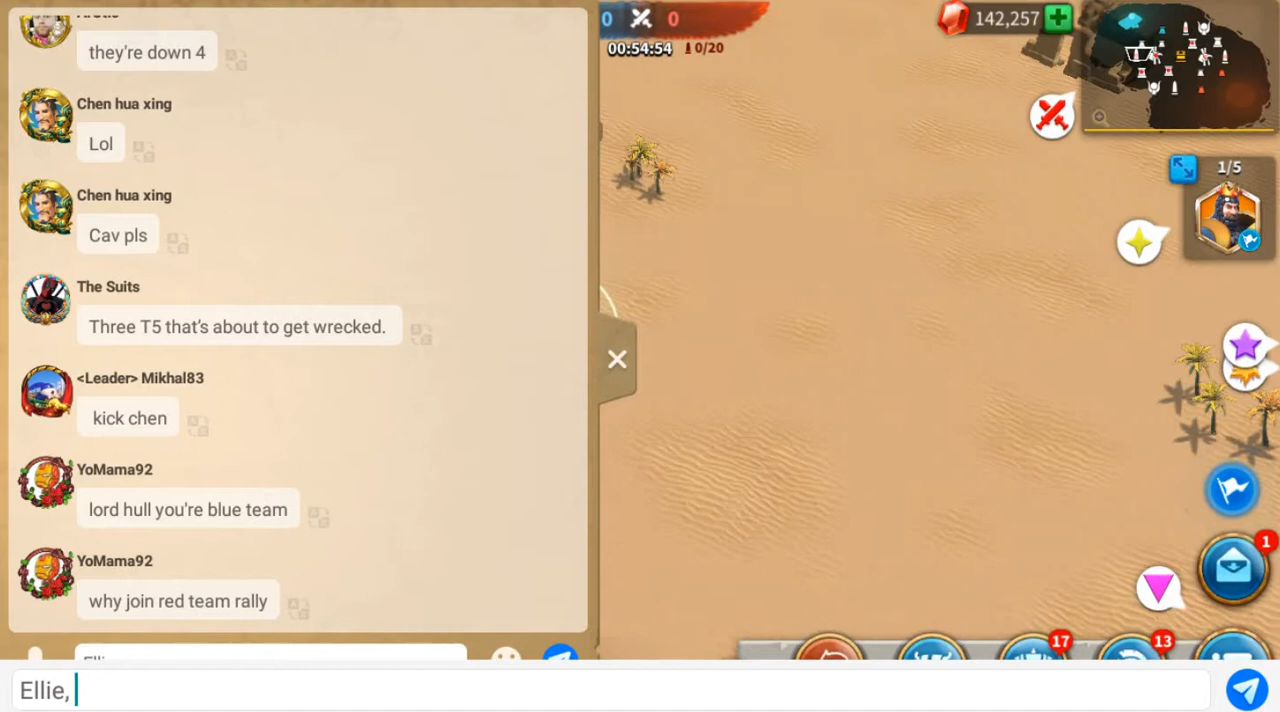 they're down 4
Chen hua xing
Lol
Chen hua xing
Cav pls
The Suits
Three T5 that's about to get wrecked.
<Leader> Mikhal83
kick chen
YoMama92
lord hull you're blue team
YoMama92
why join red team rally
Ellie,
0 0
00:54:54 0/20
142,257
1/5
1
17
13